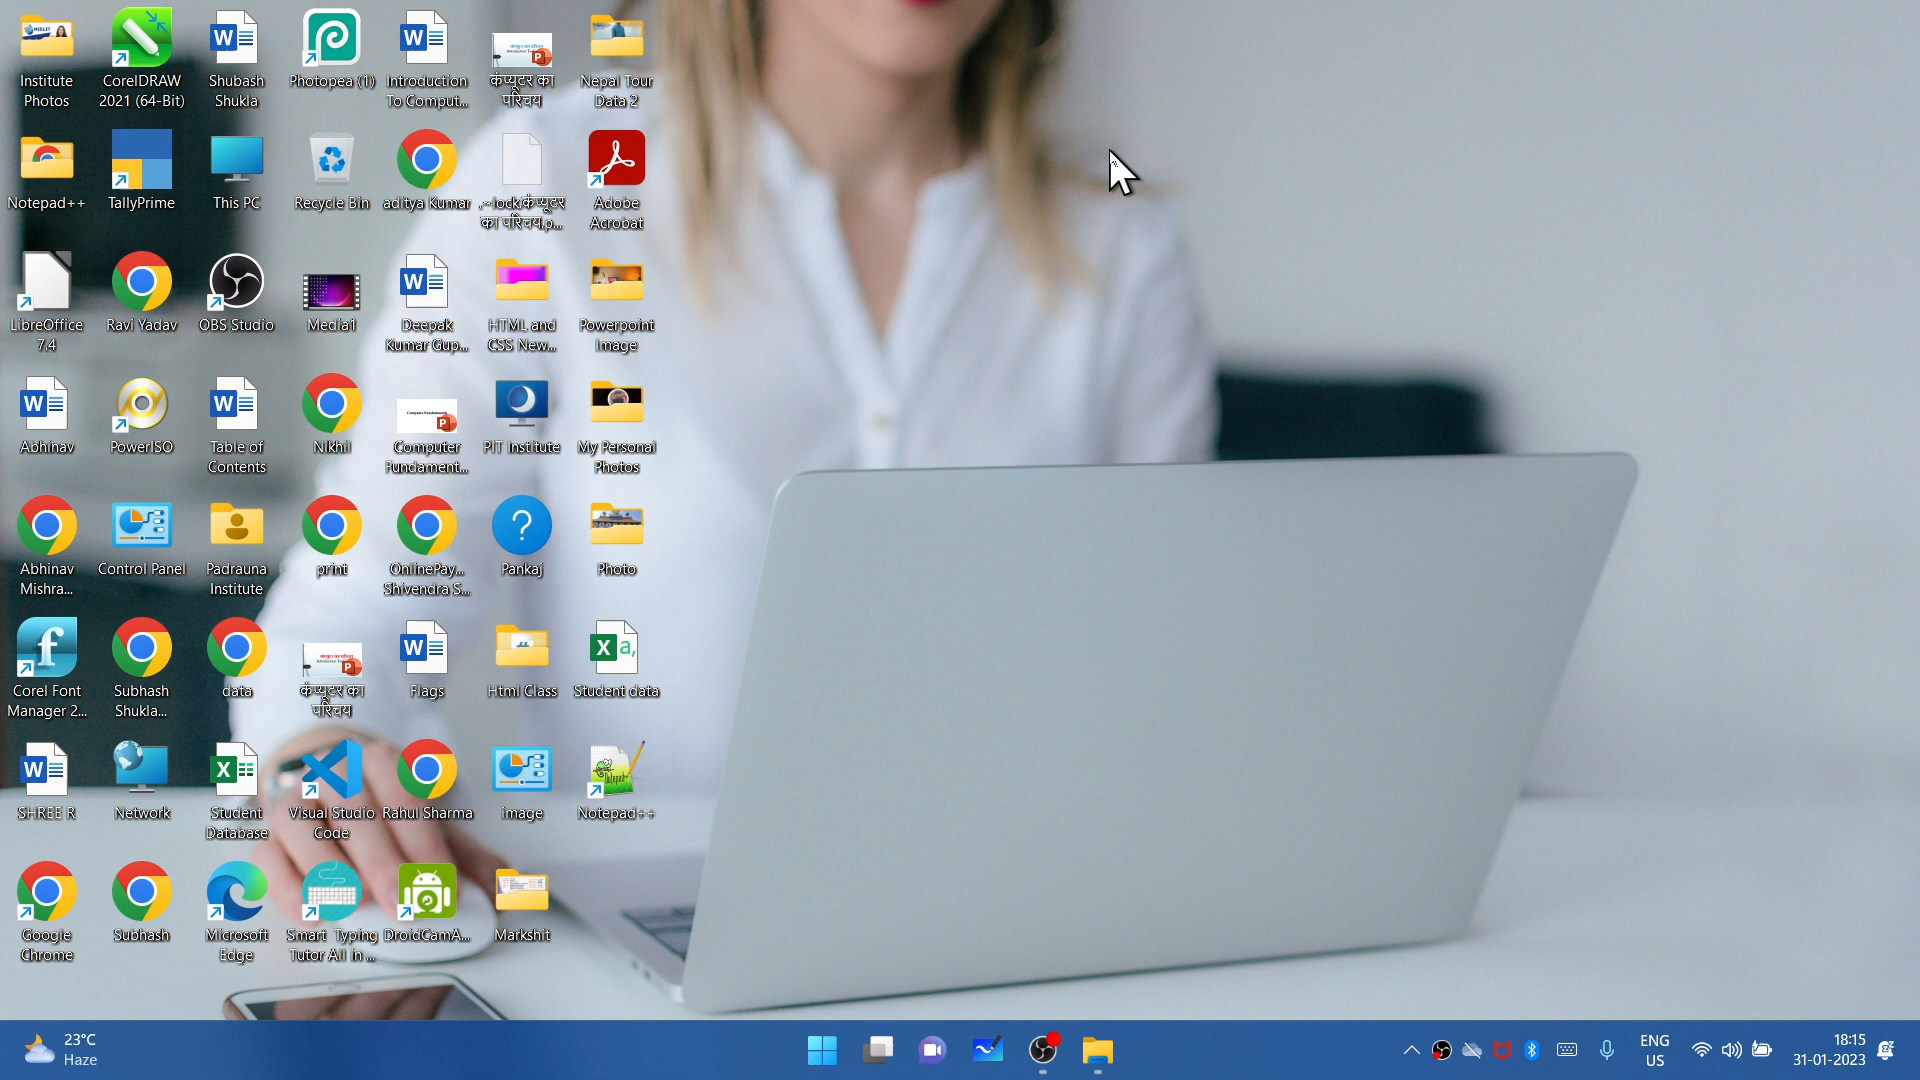 Institute
Photos
CorelDRAW
2021 (64-Bit)
Shubash
Shukla
Photopea (1)
Introduction
To Comput...
कंप्यूटर का
परिचय
Nepal Tour
Data 2
Notepad++
TallyPrime
This PC
Recycle Bin
aditya Kumar
.~lock.कंप्यूटर
का परिचय.p...
Adobe
Acrobat
LibreOffice
7.4
Ravi Yadav
OBS Studio
Media1
Deepak
Kumar Gup...
HTML and
CSS New...
Powerpoint
Image
Abhinav
PowerISO
Table of
Contents
Nikhil
Computer
Fundament...
PIT Institute
My Personal
Photos
Abhinav
Mishra...
Control Panel
Padrauna
Institute
print
OnlinePay...
Shivendra S...
Pankaj
Photo
Corel Font
Manager 2...
Subhash
Shukla...
data
कंप्यूटर का
परिचय
Flags
Html Class
Student data
SHREE R
Network
Student
Database
Visual Studio
Code
Rahul Sharma
image
Notepad++
Google
Chrome
Subhash
Microsoft
Edge
Smart Typing
Tutor All in ...
DroidCamA...
Markshit
23°C
Haze
ENG
US
18:15
31-01-2023